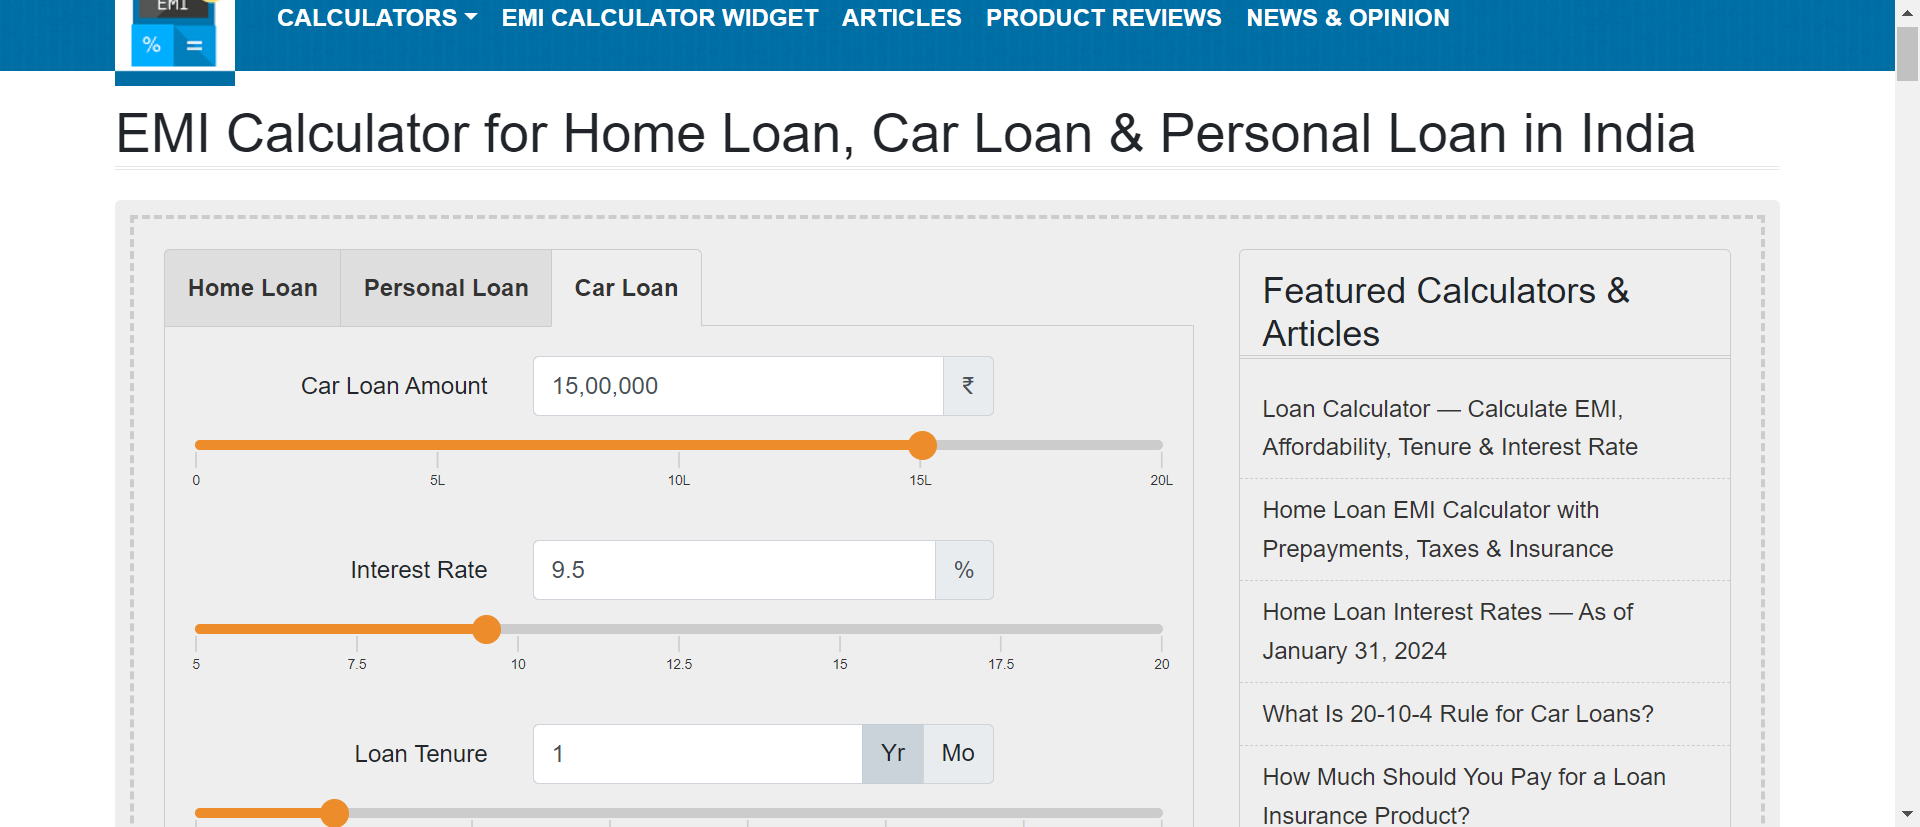 EMI
% =
CALCULATORS EMI CALCULATOR WIDGET ARTICLES PRODUCT REVIEWS NEWS & OPINION
EMI Calculator for Home Loan, Car Loan & Personal Loan in India
Home Loan Personal Loan Car Loan
Car Loan Amount 15,00,000 ₹
0 5L 10L 15L 20L
Interest Rate 9.5 %
5 7.5 10 12.5 15 17.5 20
Loan Tenure 1 Yr Mo
Featured Calculators &
Articles
Loan Calculator — Calculate EMI,
Affordability, Tenure & Interest Rate
Home Loan EMI Calculator with
Prepayments, Taxes & Insurance
Home Loan Interest Rates — As of
January 31, 2024
What Is 20-10-4 Rule for Car Loans?
How Much Should You Pay for a Loan
Insurance Product?